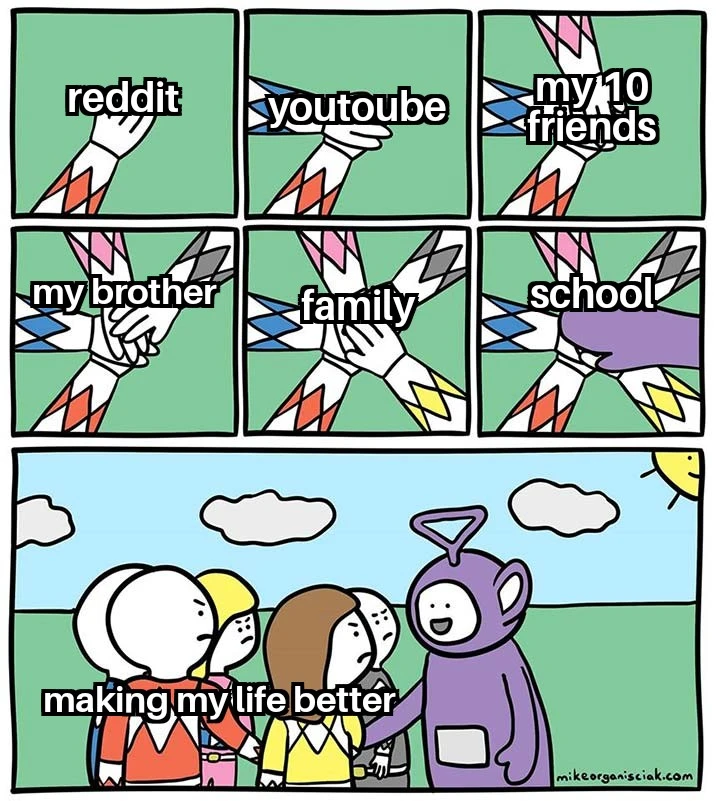 reddit
youtoube
my 10
friends
my brother
family
school
making my life better
mikeorganisciak.com